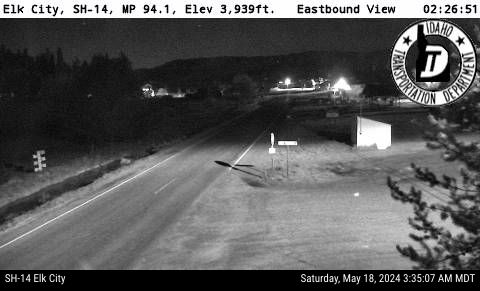 Elk City, SH-14, MP 94.1, Elev 3,939ft. Eastbound View 02:26:51
IDAHO
TRANSPORTATION DEPARTMENT
SH-14 Elk City Saturday, May 18, 2024 3:35:07 AM MDT